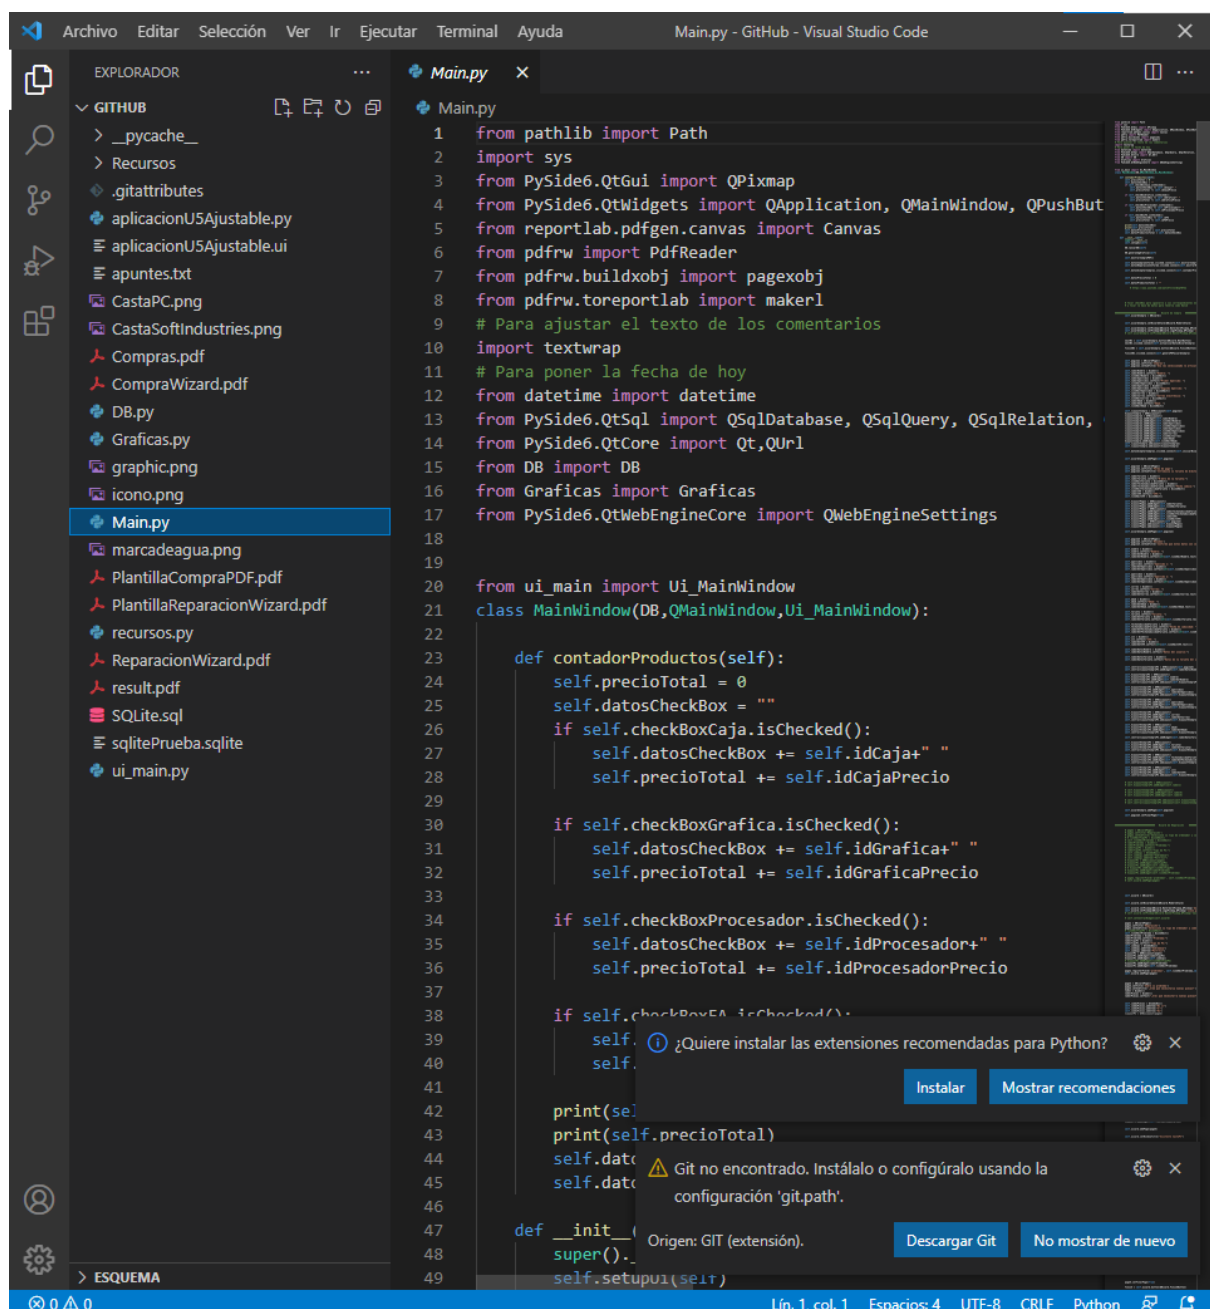 Archivo Editar Selección Ver Ir Ejecutar Terminal Ayuda Main.py - GitHub - Visual Studio Code
EXPLORADOR
GITHUB
__pycache__
Recursos
.gitattributes
aplicacionU5Ajustable.py
aplicacionU5Ajustable.ui
apuntes.txt
CastaPC.png
CastaSoftIndustries.png
Compras.pdf
CompraWizard.pdf
DB.py
Graficas.py
graphic.png
icono.png
Main.py
marcadeagua.png
PlantillaCompraPDF.pdf
PlantillaReparacionWizard.pdf
recursos.py
ReparacionWizard.pdf
result.pdf
SQLite.sql
sqlitePrueba.sqlite
ui_main.py
ESQUEMA
Main.py
Main.py
1 from pathlib import Path
2 import sys
3 from PySide6.QtGui import QPixmap
4 from PySide6.QtWidgets import QApplication, QMainWindow, QPushBut
5 from reportlab.pdfgen.canvas import Canvas
6 from pdfrw import PdfReader
7 from pdfrw.buildxobj import pagexobj
8 from pdfrw.toreportlab import makerl
9 # Para ajustar el texto de los comentarios
10 import textwrap
11 # Para poner la fecha de hoy
12 from datetime import datetime
13 from PySide6.QtSql import QSqlDatabase, QSqlQuery, QSqlRelation,
14 from PySide6.QtCore import Qt,QUrl
15 from DB import DB
16 from Graficas import Graficas
17 from PySide6.QtWebEngineCore import QWebEngineSettings
18
19
20 from ui_main import Ui_MainWindow
21 class MainWindow(DB,QMainWindow,Ui_MainWindow):
22
23 def contadorProductos(self):
24 self.precioTotal = 0
25 self.datosCheckBox = ""
26 if self.checkBoxCaja.isChecked():
27 self.datosCheckBox += self.idCaja+" "
28 self.precioTotal += self.idCajaPrecio
29
30 if self.checkBoxGrafica.isChecked():
31 self.datosCheckBox += self.idGrafica+" "
32 self.precioTotal += self.idGraficaPrecio
33
34 if self.checkBoxProcesador.isChecked():
35 self.datosCheckBox += self.idProcesador+" "
36 self.precioTotal += self.idProcesadorPrecio
37
38 if self.checkBoxFA.isChecked():
39 self.
40 self.
41
42 print(sel
43 print(self.precioTotal)
44 self.dato
45 self.dato
46
47 def __init__(
48 super()._
49 self.setupUi(self)
¿Quiere instalar las extensiones recomendadas para Python?
Instalar Mostrar recomendaciones
Git no encontrado. Instálalo o configúralo usando la
configuración 'git.path'.
Origen: GIT (extensión). Descargar Git No mostrar de nuevo
0 0 Lín. 1, col. 1 Espacios: 4 UTF-8 CRLF Python